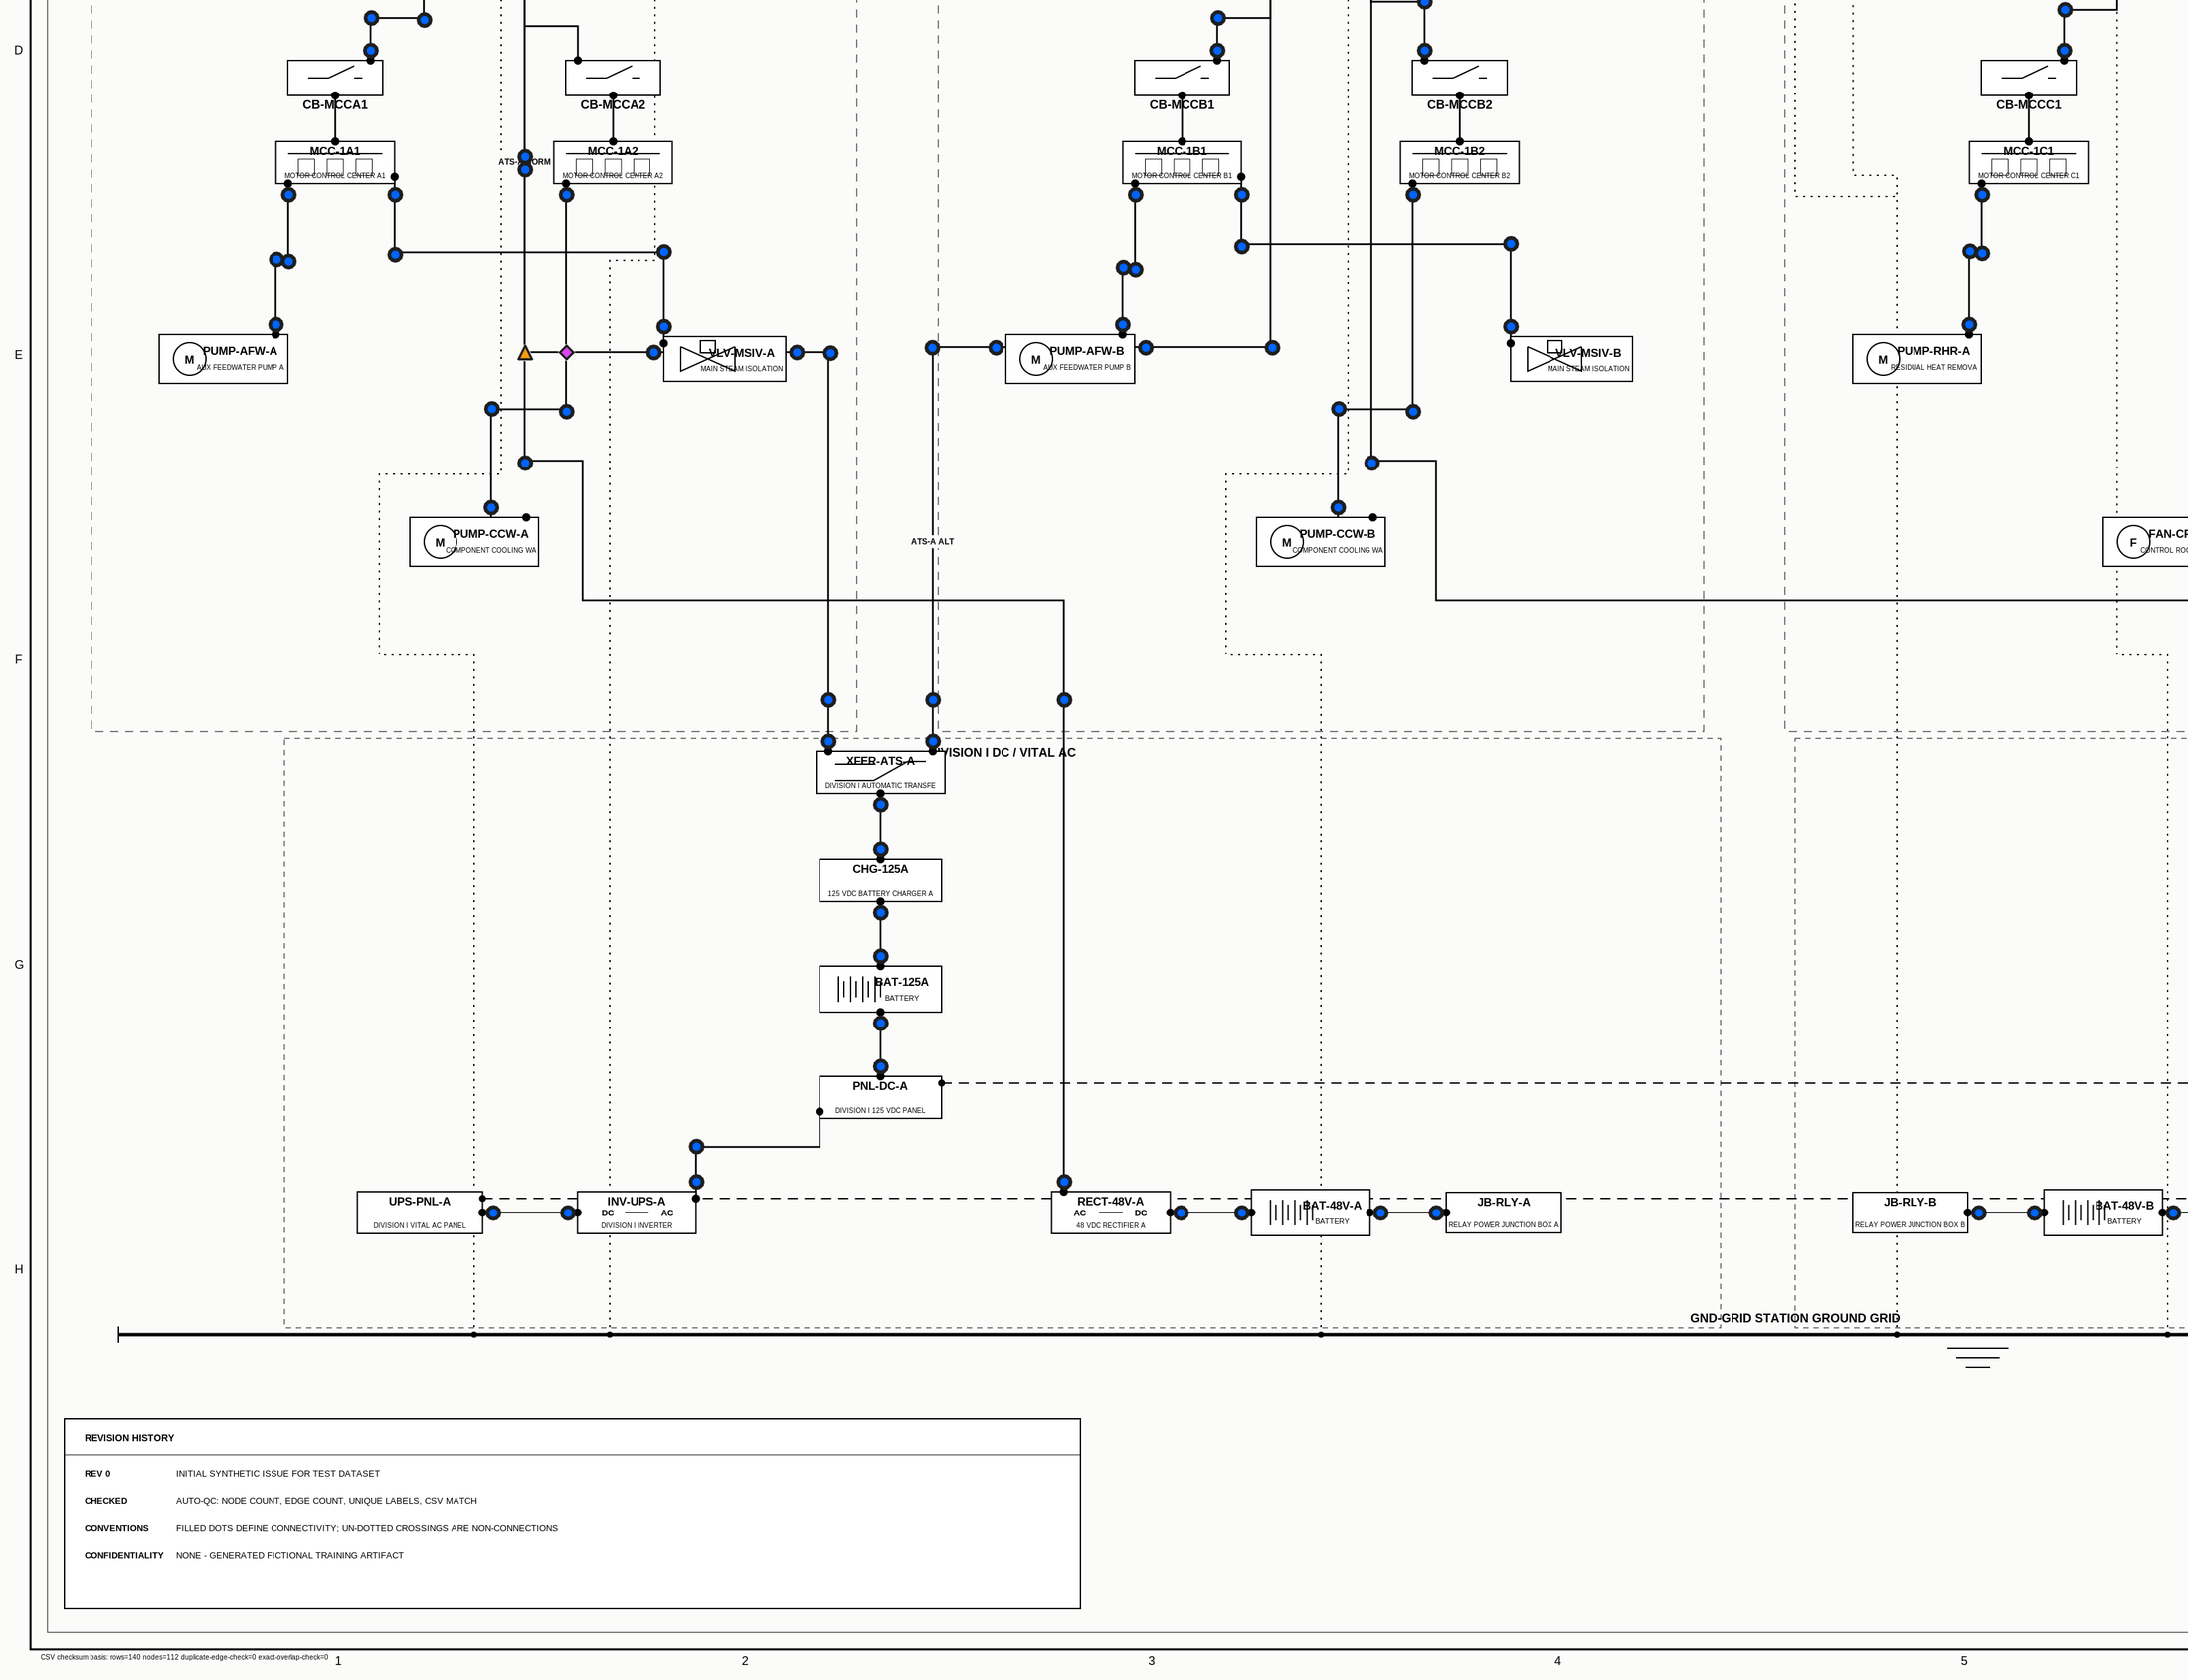 D
CB-MCCA1
CB-MCCA2
CB-MCCB1
CB-MCCB2
CB-MCCC1
MCC-1A1
MOTOR CONTROL CENTER A1
MCC-1A2
MOTOR CONTROL CENTER A2
MCC-1B1
MOTOR CONTROL CENTER B1
MCC-1B2
MOTOR CONTROL CENTER B2
MCC-1C1
MOTOR CONTROL CENTER C1
E
M
PUMP-AFW-A
AUX FEEDWATER PUMP A
VLV-MSIV-A
MAIN STEAM ISOLATION
M
PUMP-AFW-B
AUX FEEDWATER PUMP B
VLV-MSIV-B
MAIN STEAM ISOLATION
M
PUMP-RHR-A
RESIDUAL HEAT REMOVA
M
PUMP-CCW-A
COMPONENT COOLING WA
ATS-A ALT
M
PUMP-CCW-B
COMPONENT COOLING WA
F
FAN-CR
CONTROL ROO
F
DIVISION I DC / VITAL AC
XFER-ATS-A
DIVISION I AUTOMATIC TRANSFE
CHG-125A
125 VDC BATTERY CHARGER A
G
BAT-125A
BATTERY
PNL-DC-A
DIVISION I 125 VDC PANEL
UPS-PNL-A
DIVISION I VITAL AC PANEL
INV-UPS-A
DC AC
DIVISION I INVERTER
RECT-48V-A
AC DC
48 VDC RECTIFIER A
BAT-48V-A
BATTERY
JB-RLY-A
RELAY POWER JUNCTION BOX A
JB-RLY-B
RELAY POWER JUNCTION BOX B
BAT-48V-B
BATTERY
H
GND-GRID STATION GROUND GRID
REVISION HISTORY
REV 0 INITIAL SYNTHETIC ISSUE FOR TEST DATASET
CHECKED AUTO-QC: NODE COUNT, EDGE COUNT, UNIQUE LABELS, CSV MATCH
CONVENTIONS FILLED DOTS DEFINE CONNECTIVITY; UN-DOTTED CROSSINGS ARE NON-CONNECTIONS
CONFIDENTIALITY NONE - GENERATED FICTIONAL TRAINING ARTIFACT
CSV checksum basis: rows=140 nodes=112 duplicate-edge-check=0 exact-overlap-check=0
1 2 3 4 5